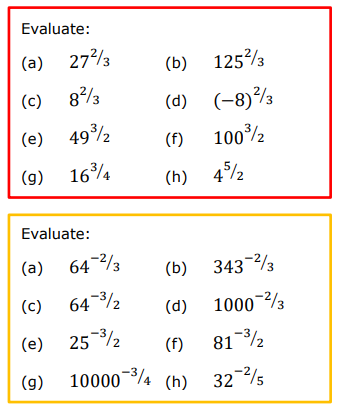 Evaluate:
(a) 27^2/3 (b) 125^2/3
(c) 8^2/3 (d) (−8)^2/3
(e) 49^3/2 (f) 100^3/2
(g) 16^3/4 (h) 4^5/2
Evaluate:
(a) 64^−2/3 (b) 343^−2/3
(c) 64^−3/2 (d) 1000^−2/3
(e) 25^−3/2 (f) 81^−3/2
(g) 10000^−3/4 (h) 32^−2/5